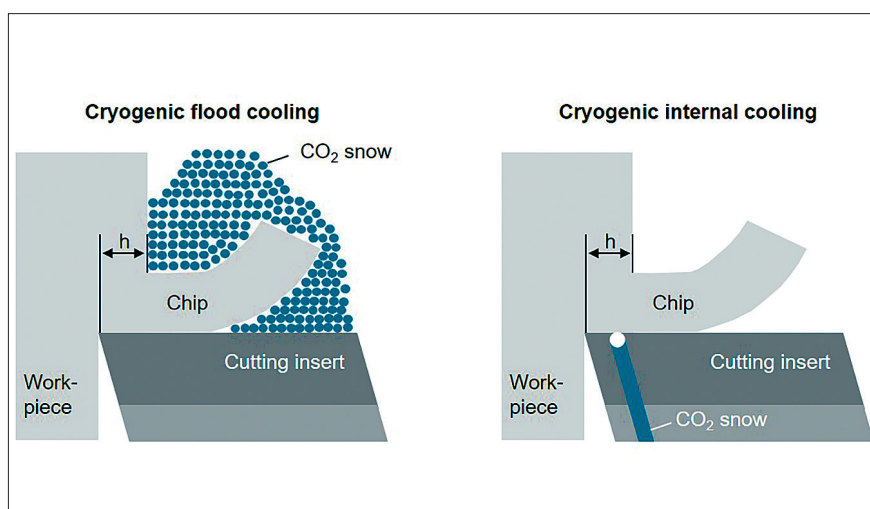 Cryogenic flood cooling
CO₂ snow
h
Chip
Cutting insert
Work-
piece
Cryogenic internal cooling
h
Chip
Cutting insert
Work-
piece
CO₂ snow